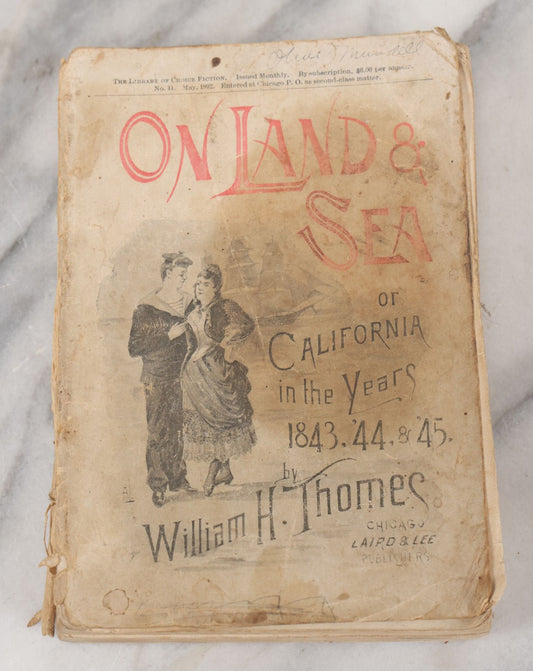 The Library of Choice Fiction. Issued Monthly. By subscription, $6.00 per annum.
No. 44. May, 1892. Entered at Chicago P. O. as second-class matter.
ON LAND &
SEA
or
CALIFORNIA
in the Years
1843, '44, & '45.
by
William H. Thomes
CHICAGO
LAIRD & LEE
PUBLISHERS